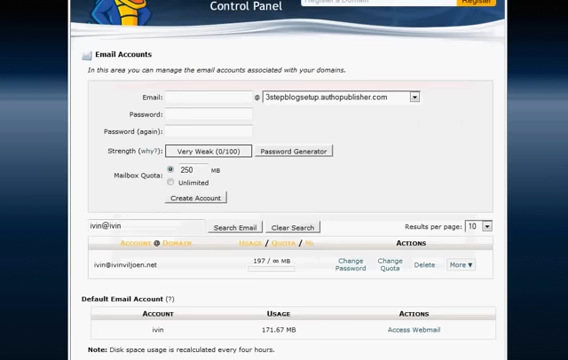 Control Panel
Register a Domain
Register
Email Accounts
In this area you can manage the email accounts associated with your domains.
Email: @ 3stepblogsetup.authopublisher.com
Password:
Password (again):
Strength (why?): Very Weak (0/100) Password Generator
Mailbox Quota: 250 MB
Unlimited
Create Account
ivin@ivin Search Email Clear Search Results per page: 10
Account @ Domain Usage / Quota / % Actions
ivin@ivinviljoen.net 197 / ∞ MB Change Password Change Quota Delete More ▼
Default Email Account (?)
Account Usage Actions
ivin 171.67 MB Access Webmail
Note: Disk space usage is recalculated every four hours.